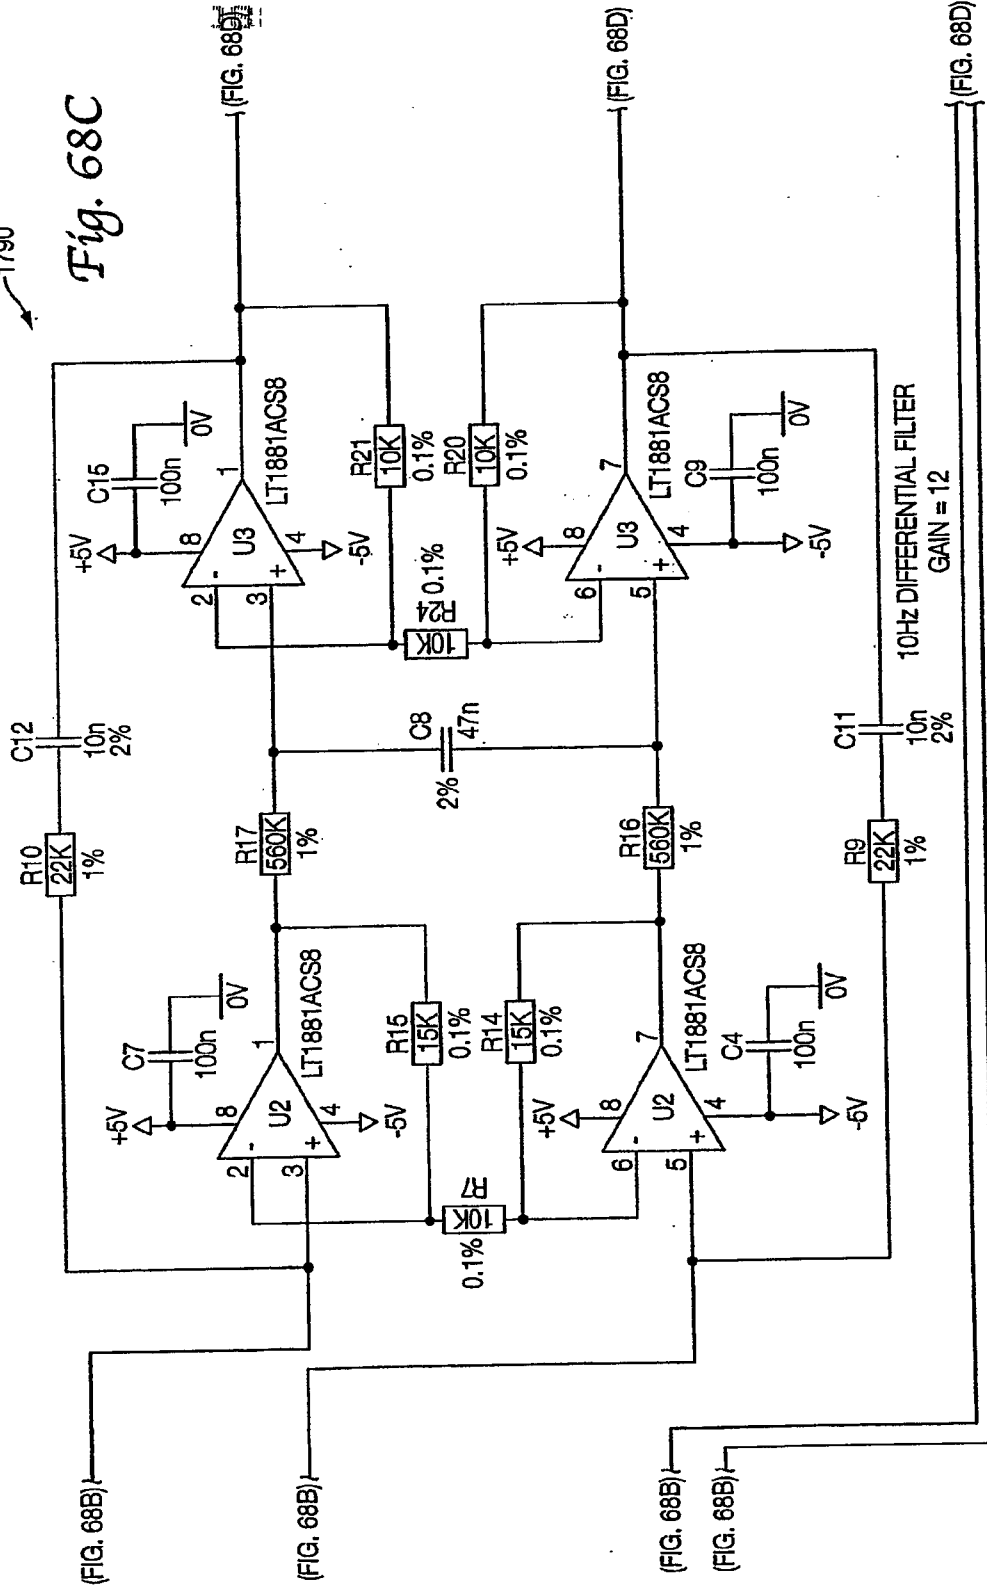 1790
Fig. 68C
(FIG. 68B)
(FIG. 68B)
(FIG. 68B)
(FIG. 68B)
R10
22K
1%
C12
10n
2%
+5V
C7
100n
0V
8
2
-
3
+
U2
1
4
-5V
LT1881ACS8
R15
15K
0.1%
R7
10K
0.1%
R14
15K
0.1%
+5V
8
6
-
5
+
U2
7
4
-5V
LT1881ACS8
C4
100n
0V
R17
560K
1%
C8
47n
2%
R16
560K
1%
R9
22K
1%
C11
10n
2%
+5V
C15
100n
0V
8
2
-
3
+
U3
1
4
-5V
LT1881ACS8
R21
10K
0.1%
R24
10K
0.1%
R20
10K
0.1%
+5V
8
6
-
5
+
U3
7
4
-5V
LT1881ACS8
C9
100n
0V
10Hz DIFFERENTIAL FILTER
GAIN = 12
(FIG. 68D)
(FIG. 68D)
(FIG. 68D)